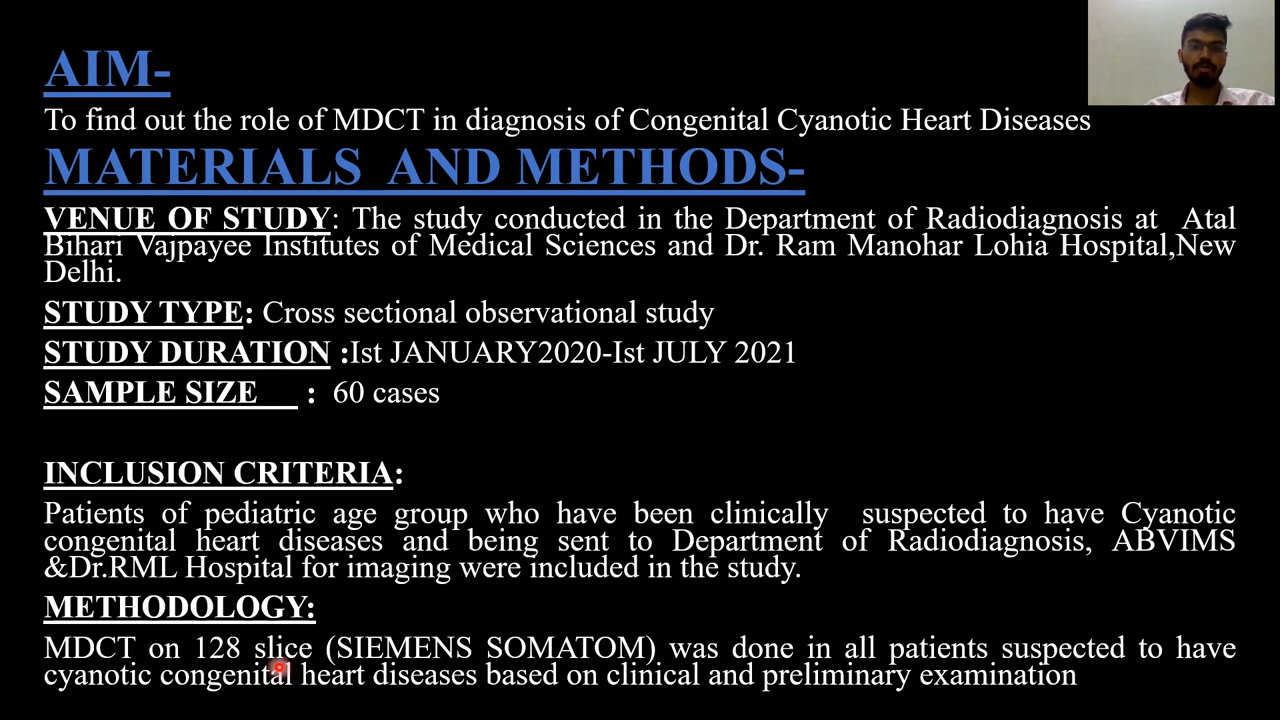 AIM-
To find out the role of MDCT in diagnosis of Congenital Cyanotic Heart Diseases
MATERIALS AND METHODS-
VENUE OF STUDY: The study conducted in the Department of Radiodiagnosis at Atal
Bihari Vajpayee Institutes of Medical Sciences and Dr. Ram Manohar Lohia Hospital,New
Delhi.
STUDY TYPE: Cross sectional observational study
STUDY DURATION :Ist JANUARY2020-Ist JULY 2021
SAMPLE SIZE : 60 cases
INCLUSION CRITERIA:
Patients of pediatric age group who have been clinically suspected to have Cyanotic
congenital heart diseases and being sent to Department of Radiodiagnosis, ABVIMS
&Dr.RML Hospital for imaging were included in the study.
METHODOLOGY:
MDCT on 128 slice (SIEMENS SOMATOM) was done in all patients suspected to have
cyanotic congenital heart diseases based on clinical and preliminary examination